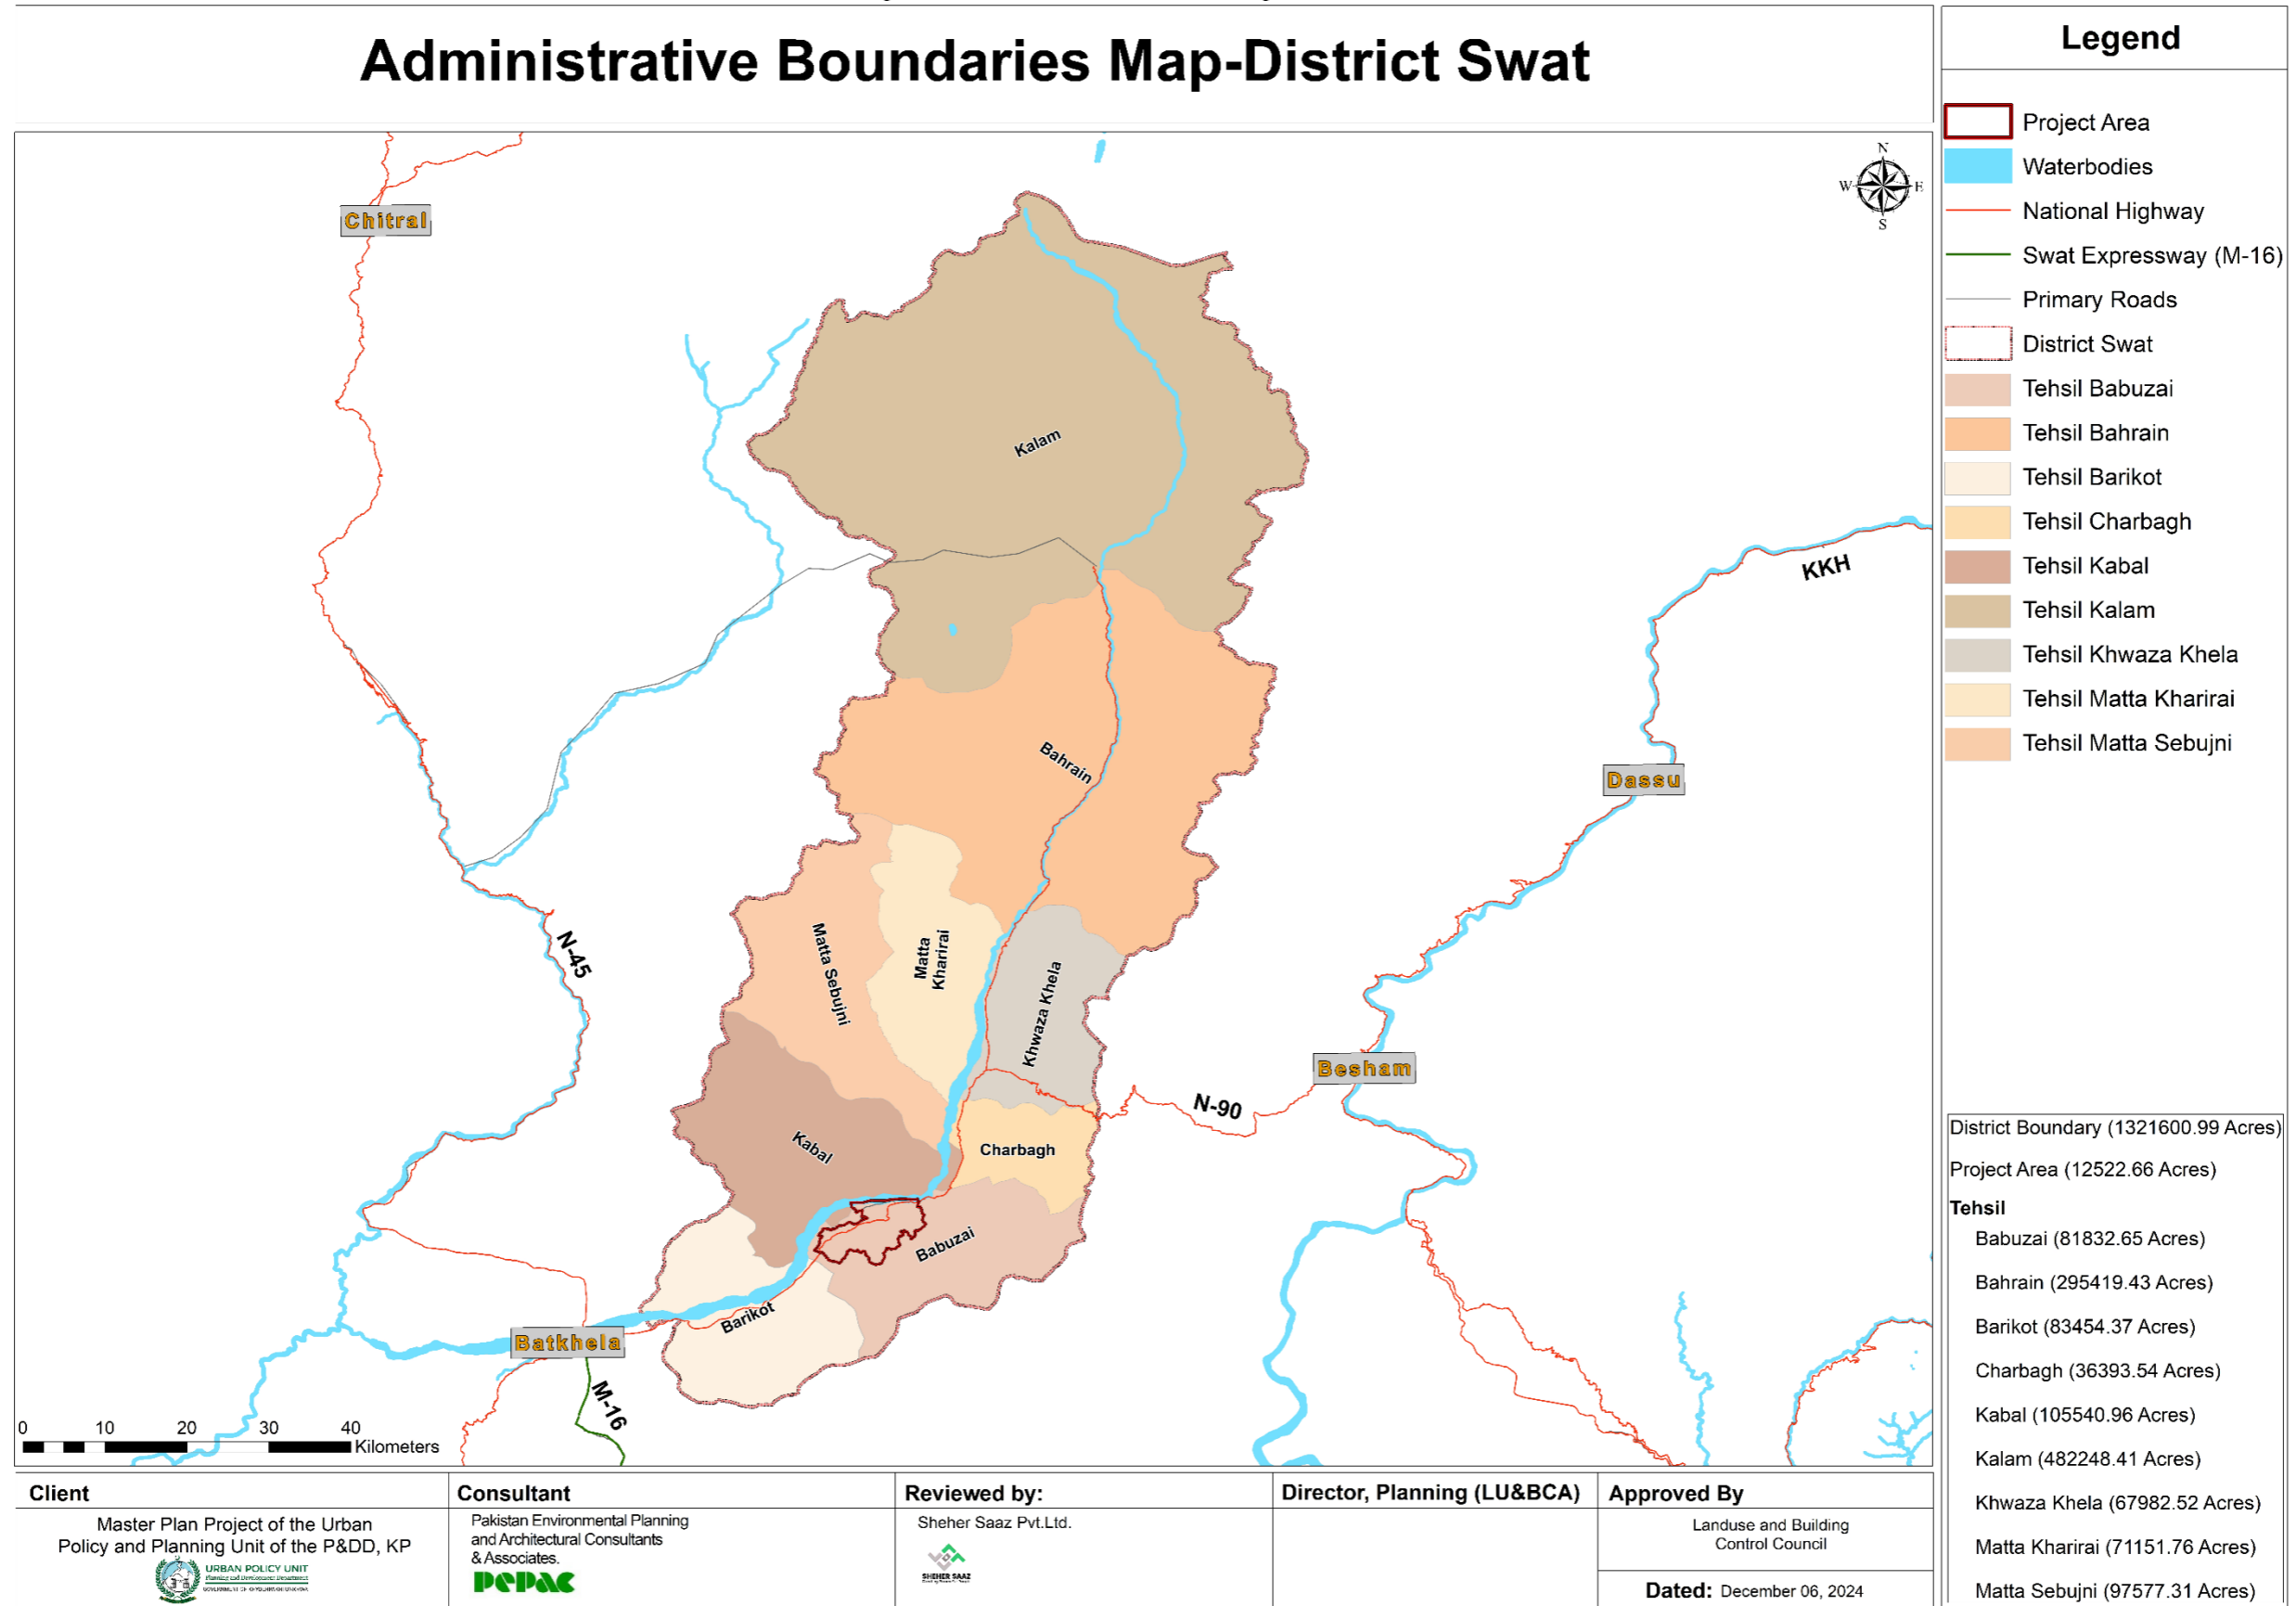 Administrative Boundaries Map-District Swat
Legend
Project Area
Waterbodies
National Highway
Swat Expressway (M-16)
Primary Roads
District Swat
Tehsil Babuzai
Tehsil Bahrain
Tehsil Barikot
Tehsil Charbagh
Tehsil Kabal
Tehsil Kalam
Tehsil Khwaza Khela
Tehsil Matta Kharirai
Tehsil Matta Sebujni
N
W E
S
Chitral
Kalam
KKH
Bahrain
Dassu
Matta Sebujni
Matta
Kharirai
N-45
Khwaza Khela
Besham
N-90
Kabal
Charbagh
Babuzai
Barikot
Batkhela
M-16
0 10 20 30 40
Kilometers
District Boundary (1321600.99 Acres)
Project Area (12522.66 Acres)
Tehsil
Babuzai (81832.65 Acres)
Bahrain (295419.43 Acres)
Barikot (83454.37 Acres)
Charbagh (36393.54 Acres)
Kabal (105540.96 Acres)
Kalam (482248.41 Acres)
Khwaza Khela (67982.52 Acres)
Matta Kharirai (71151.76 Acres)
Matta Sebujni (97577.31 Acres)
Client
Master Plan Project of the Urban
Policy and Planning Unit of the P&DD, KP
URBAN POLICY UNIT
Consultant
Pakistan Environmental Planning
and Architectural Consultants
& Associates.
pepac
Reviewed by:
Sheher Saaz Pvt.Ltd.
SHEHER SAAZ
Director, Planning (LU&BCA)
Approved By
Landuse and Building
Control Council
Dated: December 06, 2024